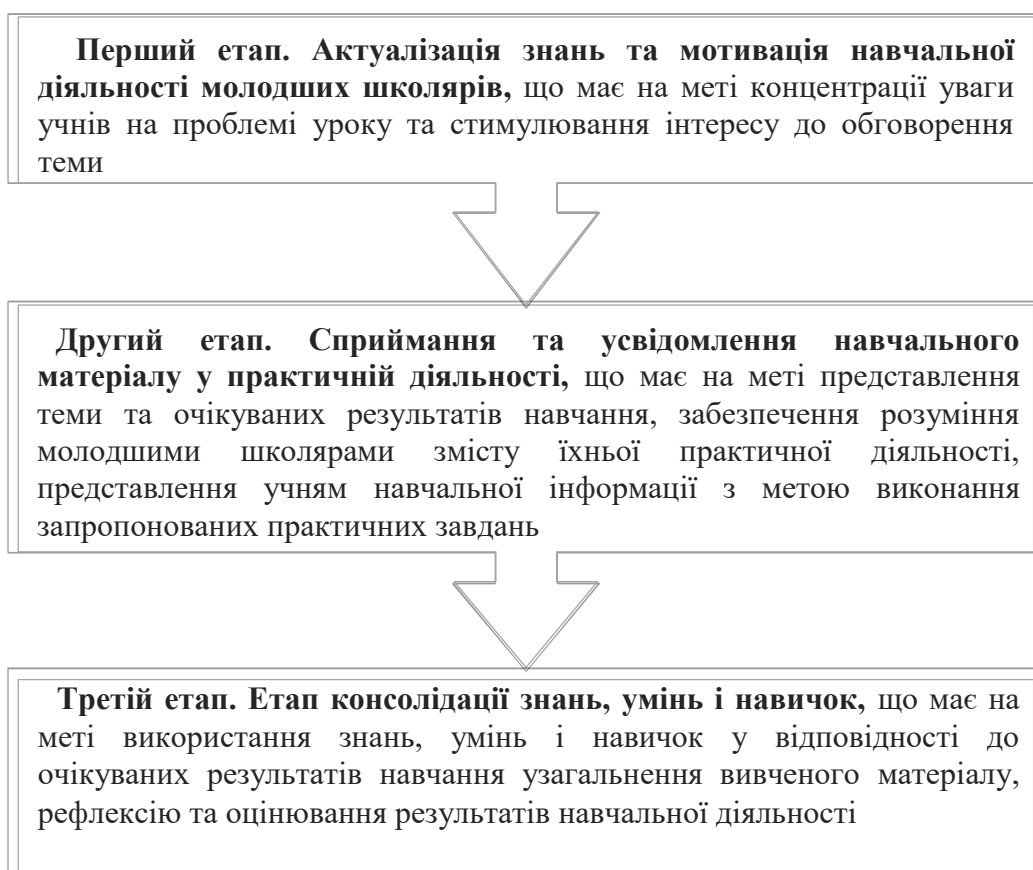 Перший етап. Актуалізація знань та мотивація навчальної
діяльності молодших школярів, що має на меті концентрації уваги
учнів на проблемі уроку та стимулювання інтересу до обговорення
теми
Другий етап. Сприймання та усвідомлення навчального
матеріалу у практичній діяльності, що має на меті представлення
теми та очікуваних результатів навчання, забезпечення розуміння
молодшими школярами змісту їхньої практичної діяльності,
представлення учням навчальної інформації з метою виконання
запропонованих практичних завдань
Третій етап. Етап консолідації знань, умінь і навичок, що має на
меті використання знань, умінь і навичок у відповідності до
очікуваних результатів навчання узагальнення вивченого матеріалу,
рефлексію та оцінювання результатів навчальної діяльності